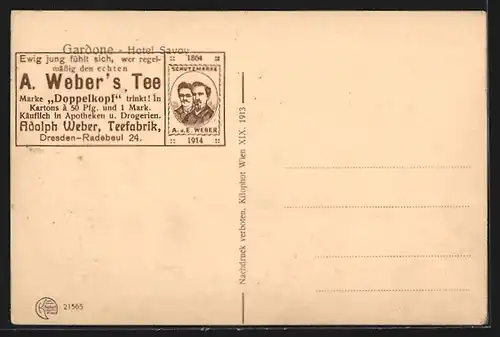 Gardone - Hotel Savoy
Ewig jung fühlt sich, wer regel-
mäßig den echten
A. Weber's Tee
Marke „Doppelkopf“ trinkt! In
Kartons à 50 Pfg. und 1 Mark.
Käuflich in Apotheken u. Drogerien.
Adolph Weber, Teefabrik,
Dresden-Radebeul 24.
:: 1864 ::
SCHUTZMARKE
A. u. E. WEBER
:: 1914 ::
Nachdruck verboten. Kilophot Wien XIX. 1913
21565